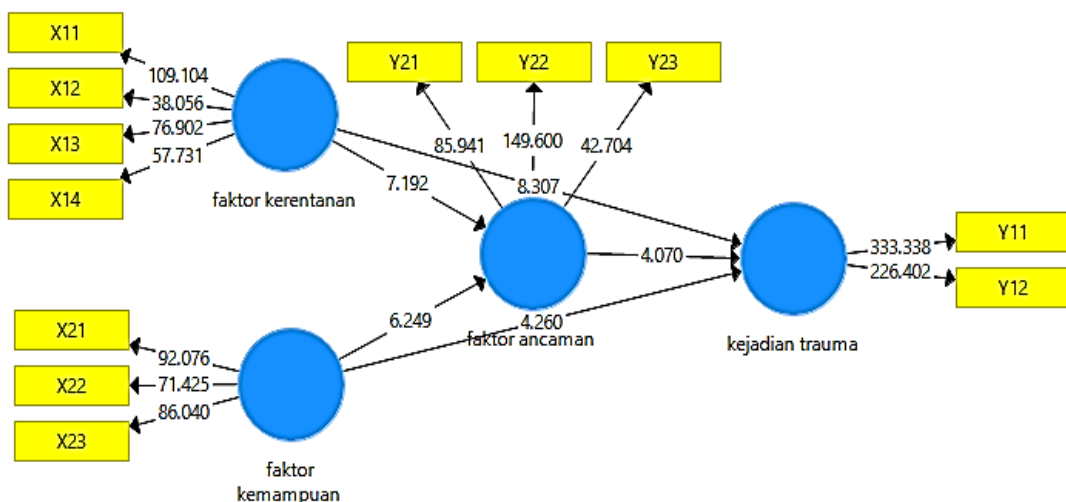 X11
X12
X13
X14
109.104
38.056
76.902
57.731
faktor kerentanan
Y21
Y22
Y23
85.941
149.600
42.704
7.192
8.307
6.249
4.070
4.260
faktor ancaman
kejadian trauma
333.338
226.402
Y11
Y12
X21
X22
X23
92.076
71.425
86.040
faktor
kemampuan